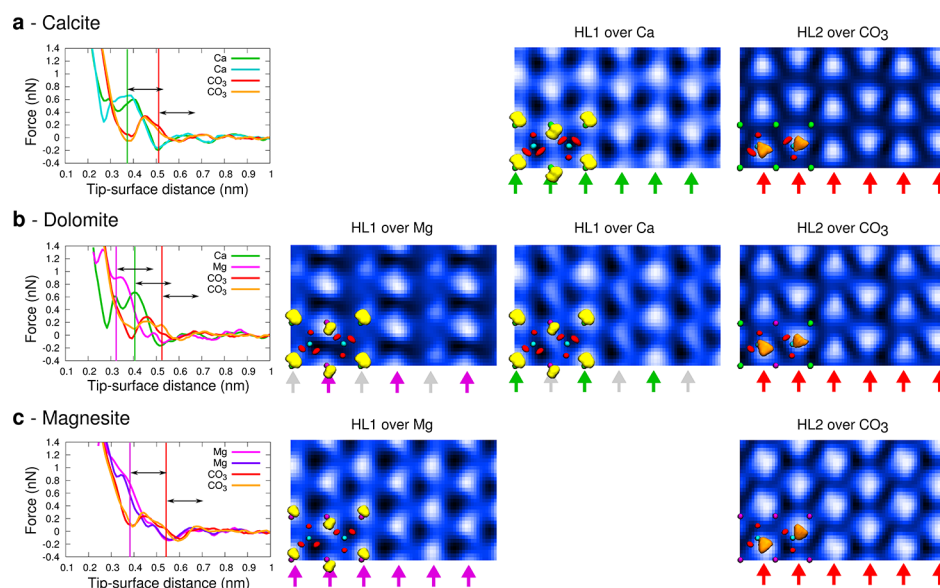 a - Calcite
HL1 over Ca
HL2 over CO3
Force (nN)
1.4
1.2
1
0.8
0.6
0.4
0.2
0
-0.2
-0.4
Ca
Ca
CO3
CO3
0.1 0.2 0.3 0.4 0.5 0.6 0.7 0.8 0.9 1
Tip-surface distance (nm)
b - Dolomite
HL1 over Mg
HL1 over Ca
HL2 over CO3
Force (nN)
1.4
1.2
1
0.8
0.6
0.4
0.2
0
-0.2
-0.4
Ca
Mg
CO3
CO3
0.1 0.2 0.3 0.4 0.5 0.6 0.7 0.8 0.9 1
Tip-surface distance (nm)
c - Magnesite
HL1 over Mg
HL2 over CO3
Force (nN)
1.4
1.2
1
0.8
0.6
0.4
0.2
0
-0.2
-0.4
Mg
Mg
CO3
CO3
0.1 0.2 0.3 0.4 0.5 0.6 0.7 0.8 0.9 1
Tip-surface distance (nm)